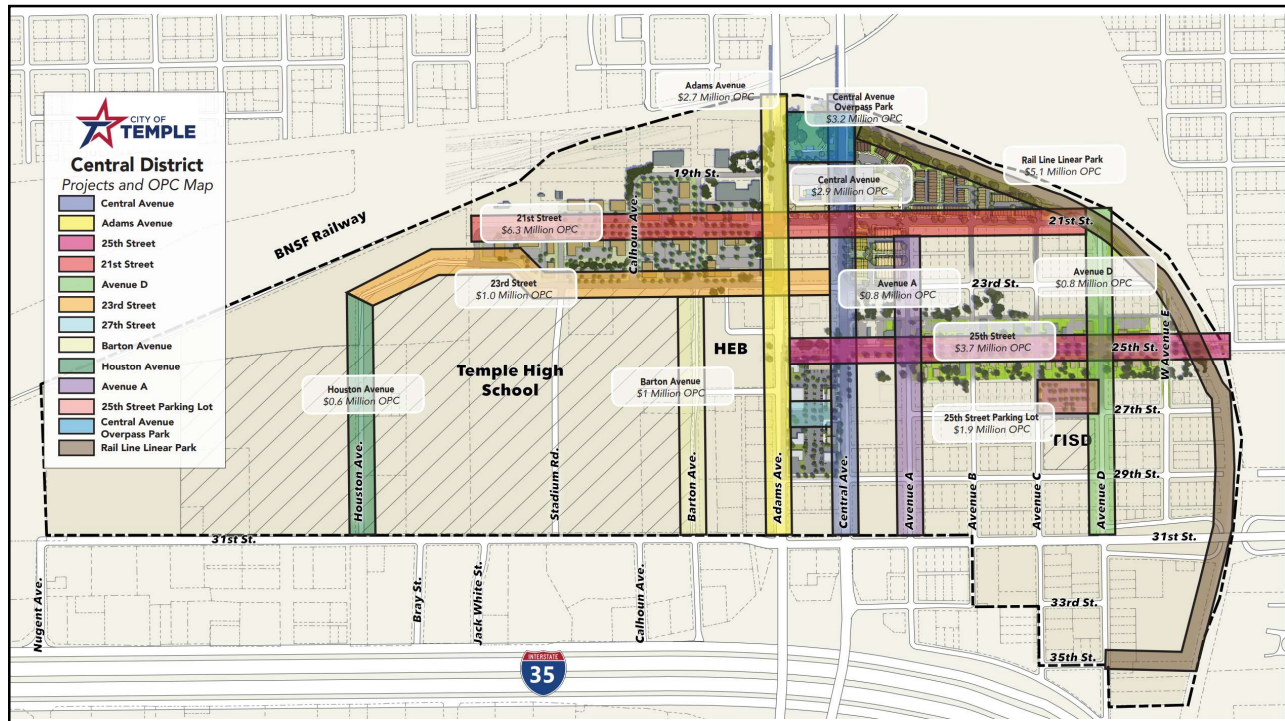 CITY OF
TEMPLE
Central District
Projects and OPC Map
Central Avenue
Adams Avenue
25th Street
21st Street
Avenue D
23rd Street
27th Street
Barton Avenue
Houston Avenue
Avenue A
25th Street Parking Lot
Central Avenue
Overpass Park
Rail Line Linear Park
Adams Avenue
$2.7 Million OPC
Central Avenue
Overpass Park
$3.2 Million OPC
Rail Line Linear Park
$5.1 Million OPC
19th St.
Central Avenue
$2.9 Million OPC
BNSF Railway
21st Street
$6.3 Million OPC
Calhoun Ave.
21st St.
23rd Street
$1.0 Million OPC
Avenue A
$0.8 Million OPC
23rd St.
Avenue D
$0.8 Million OPC
HEB
25th Street
$3.7 Million OPC
25th St.
W Avenue E
Temple High
School
Houston Avenue
$0.6 Million OPC
Barton Avenue
$1 Million OPC
25th Street Parking Lot
$1.9 Million OPC
27th St.
TISD
29th St.
Houston Ave.
Stadium Rd.
Barton Ave.
Adams Ave.
Central Ave.
Avenue A
Avenue B
Avenue C
Avenue D
31st St.
31st St.
Nugent Ave.
Bray St.
Jack White St.
Calhoun Ave.
33rd St.
35th St.
INTERSTATE
35